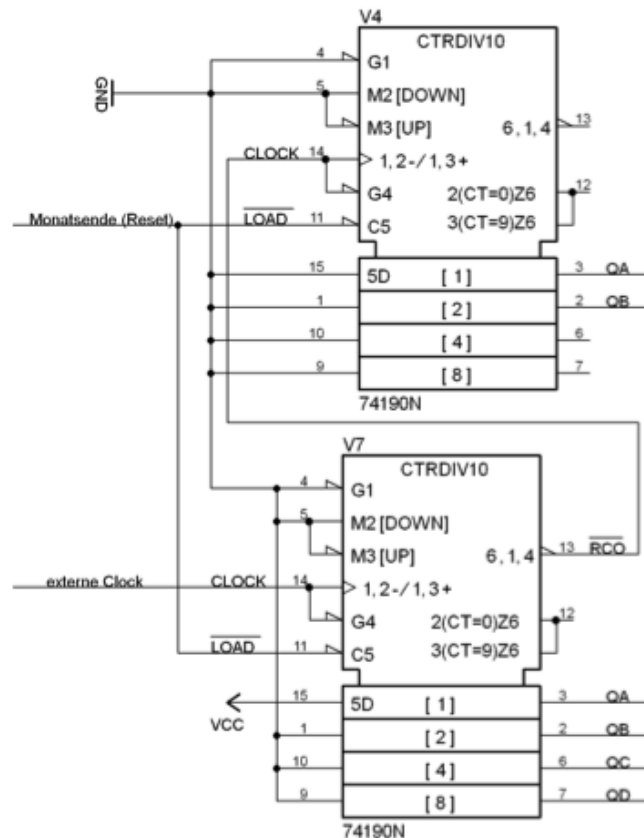 V4
CTRDIV10
4 G1
GND
5 M2 [DOWN]
M3 [UP] 6,1,4 13
CLOCK 14 1,2-/1,3+
G4 2(CT=0)Z6 12
Monatsende (Reset) LOAD 11 C5 3(CT=9)Z6
15 5D [1] 3 QA
1 [2] 2 QB
10 [4] 6
9 [8] 7
74190N
V7
CTRDIV10
4 G1
5 M2 [DOWN]
M3 [UP] 6,1,4 13 RCO
externe Clock CLOCK 14 1,2-/1,3+
G4 2(CT=0)Z6 12
LOAD 11 C5 3(CT=9)Z6
VCC 15 5D [1] 3 QA
1 [2] 2 QB
10 [4] 6 QC
9 [8] 7 QD
74190N